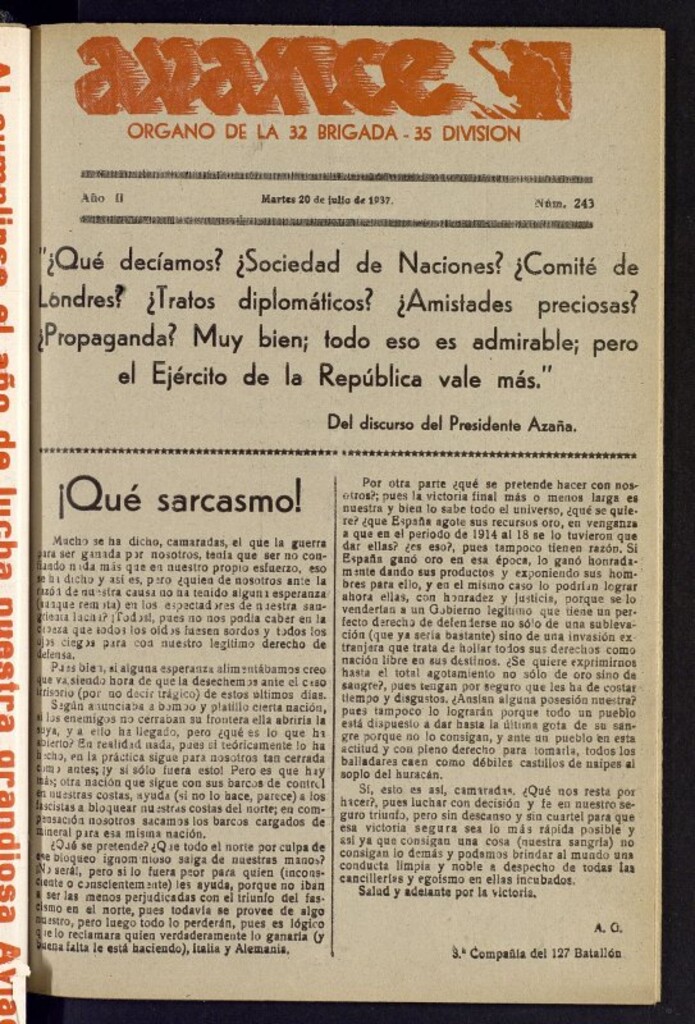 avance
ORGANO DE LA 32 BRIGADA - 35 DIVISION
Año II
Martes 20 de julio de 1937.
Núm. 243
"¿Qué decíamos? ¿Sociedad de Naciones? ¿Comité de
Londres? ¿Tratos diplomáticos? ¿Amistades preciosas?
¿Propaganda? Muy bien; todo eso es admirable; pero
el Ejército de la República vale más."
Del discurso del Presidente Azaña.
¡Qué sarcasmo!
Mucho se ha dicho, camaradas, el que la guerra
para ser ganada por nosotros, tenía que ser no con-
fiando nada más que en nuestro propio esfuerzo, eso
se ha dicho y así es, pero ¿quien de nosotros ante la
razón de nuestra causa no ha tenido alguna esperanza
(aunque remota) en los espectadores de nuestra san-
grienta lucha? ¡Todos!, pues no nos podía caber en la
cabeza que todos los oídos fuesen sordos y todos los
ojos ciegos para con nuestro legítimo derecho de
defensa.
Pues bien, si alguna esperanza alimentábamos creo
que va siendo hora de que la desechemos ante el caso
irrisorio (por no decir trágico) de estos últimos días.
Según anunciaba a bombo y platillo cierta nación,
si los enemigos no cerraban su frontera ella abriría la
suya, y a ello ha llegado, pero ¿qué es lo que ha
abierto? En realidad nada, pues si teóricamente lo ha
hecho, en la práctica sigue para nosotros tan cerrada
como antes; ¡y si sólo fuera esto! Pero es que hay
más; otra nación que sigue con sus barcos de control
en nuestras costas, ayuda (si no lo hace, parece) a los
fascistas a bloquear nuestras costas del norte; en com-
pensación nosotros sacamos los barcos cargados de
mineral para esa misma nación.
¿Qué se pretende? ¿Que todo el norte por culpa de
ese bloqueo ignominioso salga de nuestras manos?
¡No será!, pero si lo fuera peor para quien (incons-
ciente o conscientemente) les ayuda, porque no iban
a ser las menos perjudicadas con el triunfo del fas-
cismo en el norte, pues todavía se provee de algo
nuestro, pero luego todo lo perderán, pues es lógico
que lo reclamara quien verdaderamente lo ganaría (y
buena falta le está haciendo), Italia y Alemania.
Por otra parte ¿qué se pretende hacer con nos-
otros?; pues la victoria final más o menos larga es
nuestra y bien lo sabe todo el universo, ¿qué se quie-
re? ¿que España agote sus recursos oro, en venganza
a que en el período de 1914 al 18 se lo tuvieron que
dar ellas? ¿es eso?, pues tampoco tienen razón. Si
España ganó oro en esa época, lo ganó honrada-
mente dando sus productos y exponiendo sus hom-
bres para ello, y en el mismo caso lo podrían lograr
ahora ellas, con honradez y justicia, porque se lo
venderían a un Gobierno legítimo que tiene un per-
fecto derecho de defenderse no sólo de una subleva-
ción (que ya sería bastante) sino de una invasión ex-
tranjera que trata de hollar todos sus derechos como
nación libre en sus destinos. ¿Se quiere exprimirnos
hasta el total agotamiento no sólo de oro sino de
sangre?, pues tengan por seguro que les ha de costar
tiempo y disgustos. ¿Ansían alguna posesión nuestra?
pues tampoco lo lograrán porque todo un pueblo
está dispuesto a dar hasta la última gota de su san-
gre porque no lo consigan, y ante un pueblo en esta
actitud y con pleno derecho para tomarla, todos los
balladares caen como débiles castillos de naipes al
soplo del huracán.
Sí, esto es así, camaradas. ¿Qué nos resta por
hacer?, pues luchar con decisión y fe en nuestro se-
guro triunfo, pero sin descanso y sin cuartel para que
esa victoria segura sea lo más rápida posible y
así ya que consigan una cosa (nuestra sangría) no
consigan lo demás y podamos brindar al mundo una
conducta limpia y noble a despecho de todas las
cancillerías y egoísmo en ellas incubados.
Salud y adelante por la victoria.
A. G.
3.ª Compañía del 127 Batallón
Al cumplirse el año de lucha nuestra grandiosa Avia